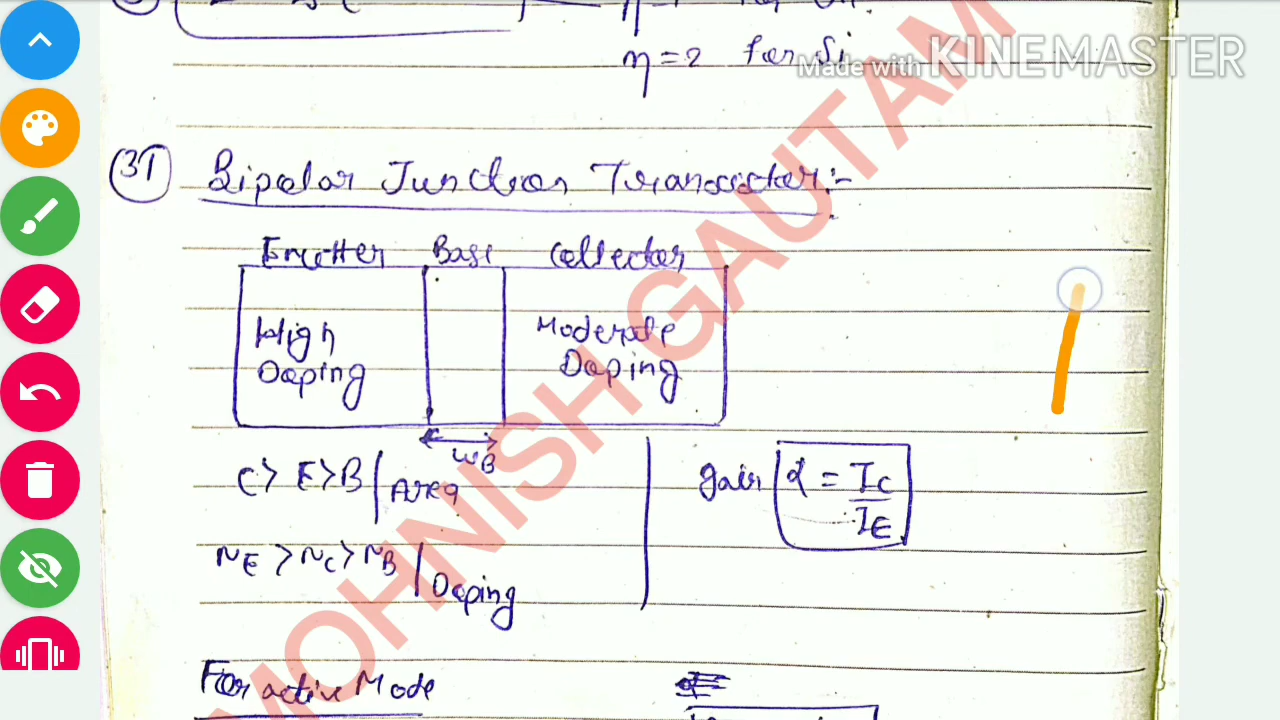 η = 2 for Si
Made with KINEMASTER
31 Bipolar Junction Transistor:-
Emitter Base Collector
High Doping
Moderate Doping
WB
C > E > B | Area
gain α = IC / IE
NE > NC > NB | Doping
For active Mode
MOHNISH GAUTAM